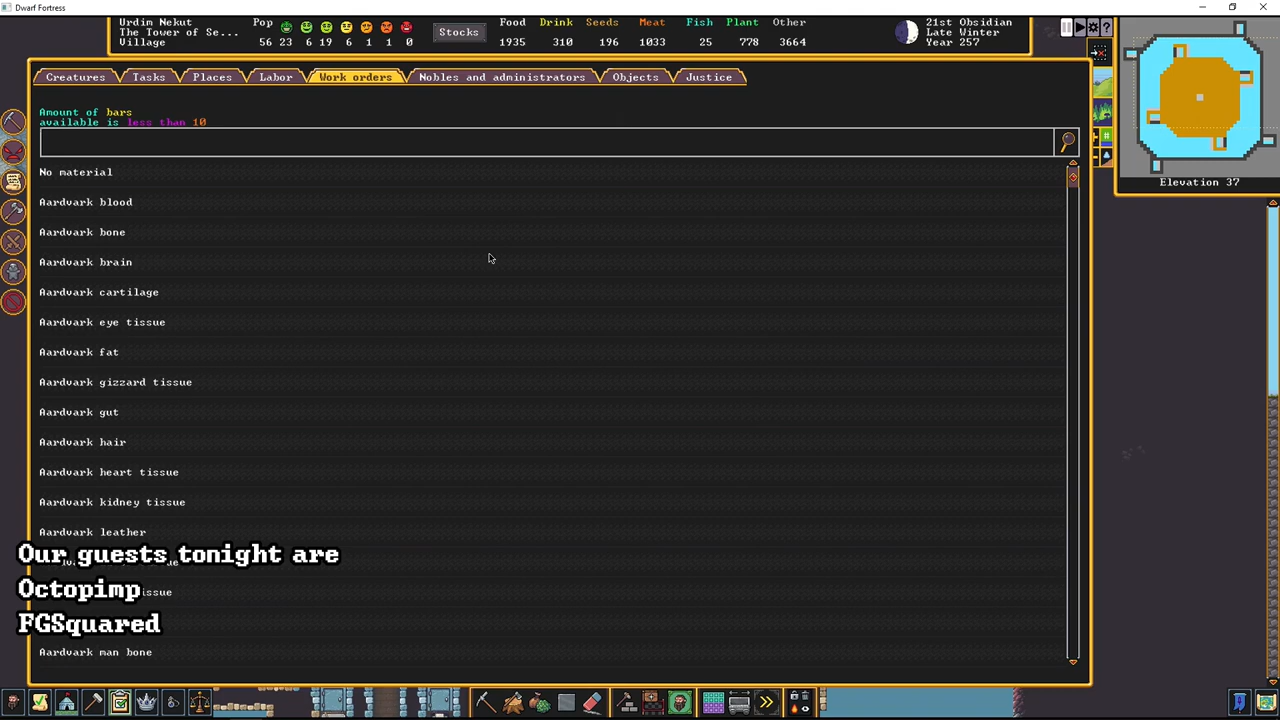 Dwarf Fortress
Urdim Nekut
The Tower of Se...
Village
Pop
56 23 6 19 6 1 1 0
Stocks
Food Drink Seeds Meat Fish Plant Other
1935 310 196 1033 25 778 3664
21st Obsidian
Late Winter
Year 257
Creatures Tasks Places Labor Work orders Nobles and administrators Objects Justice
Elevation 37
Amount of bars
available is less than 10
No material
Aardvark blood
Aardvark bone
Aardvark brain
Aardvark cartilage
Aardvark eye tissue
Aardvark fat
Aardvark gizzard tissue
Aardvark gut
Aardvark hair
Aardvark heart tissue
Aardvark kidney tissue
Aardvark leather
Our guests tonight are
Octopimp
FGSquared
Aardvark man bone